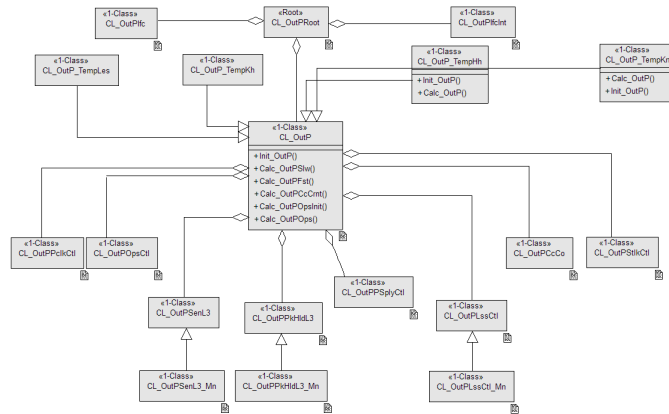 «1-Class»
CL_OutPIfc
«Root»
CL_OutPRoot
«1-Class»
CL_OutPIfcInt
«1-Class»
CL_OutP_TempLes
«1-Class»
CL_OutP_TempKh
«1-Class»
CL_OutP_TempHh
+Init_OutP()
+Calc_OutP()
«1-Class»
CL_OutP_TempKn
+Calc_OutP()
+Init_OutP()
«1-Class»
CL_OutP
+Init_OutP()
+Calc_OutPSlw()
+Calc_OutPFst()
+Calc_OutPCcCmt()
+Calc_OutPOpsInit()
+Calc_OutPOps()
«1-Class»
CL_OutPPclkCtl
«1-Class»
CL_OutPOpsCtl
«1-Class»
CL_OutPCcCo
«1-Class»
CL_OutPStlkCtl
«1-Class»
CL_OutPPSplyCtl
«1-Class»
CL_OutPSenL3
«1-Class»
CL_OutPPkHldL3
«1-Class»
CL_OutPLssCtl
«1-Class»
CL_OutPSenL3_Mn
«1-Class»
CL_OutPPkHldL3_Mn
«1-Class»
CL_OutPLssCtl_Mn